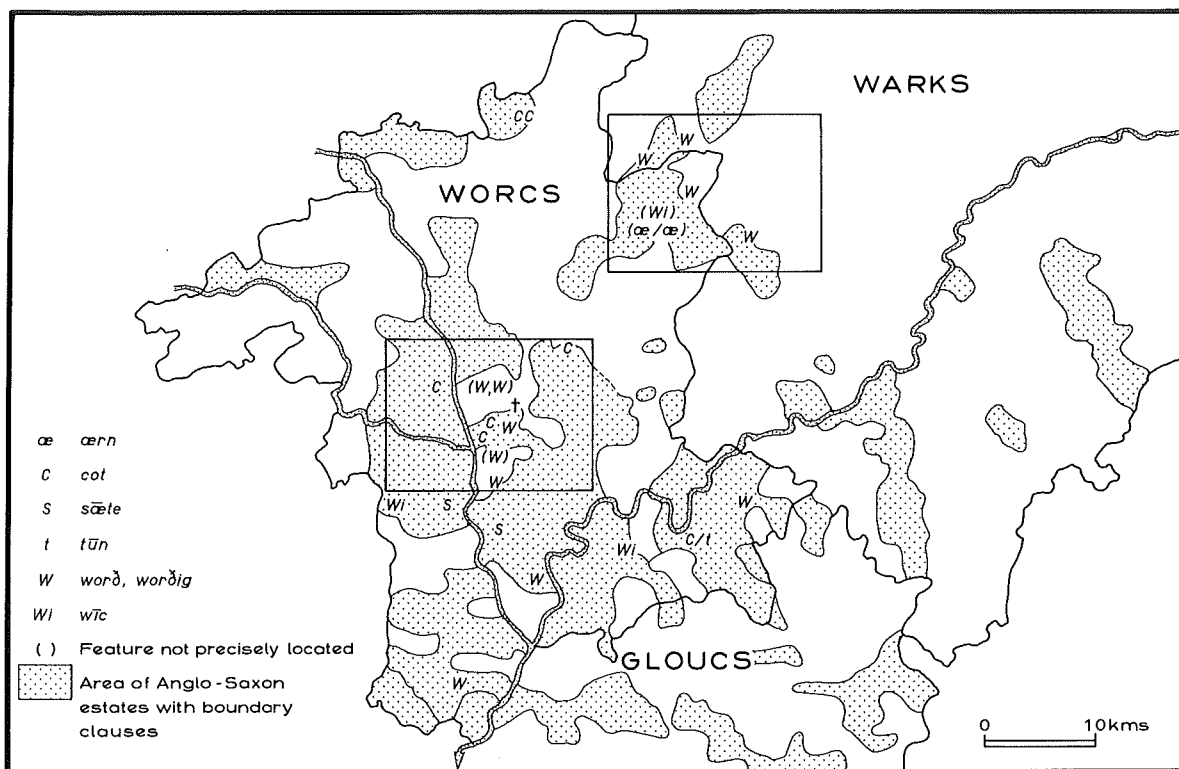 WARKS
CC
W
W
WORCS
W
(Wi)
(æ/æ)
W
C
C
(W,W)
t
C
W
C
(W)
W
Wi
S
S
W
Wi
C/t
W
GLOUCS
W
æ ærn
C cot
S sǣte
t tūn
W worð, worðig
Wi wīc
( ) Feature not precisely located
Area of Anglo-Saxon
estates with boundary
clauses
0 10kms